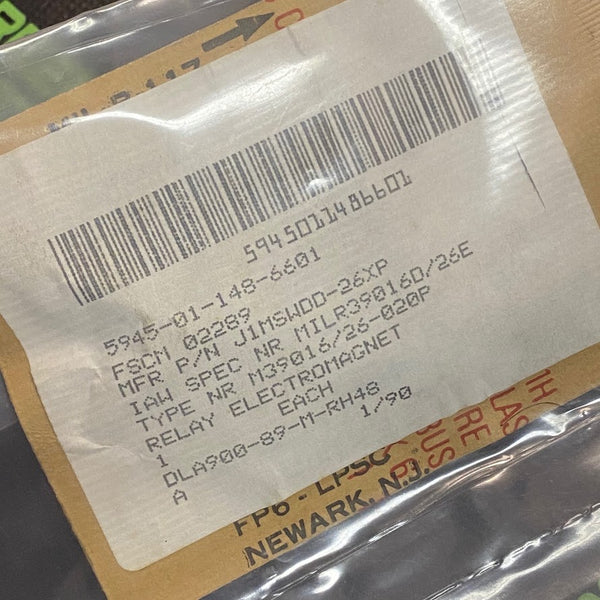 5945011486601
5945-01-148-6601
FSCM 02289
MFR P/N J1MSWDD-26XP
IAW SPEC NR MILR39016D/26E
TYPE NR M39016/26-020P
RELAY ELECTROMAGNET
1 EACH
DLA900-89-M-RH48
A 1/90
FP6 - LPSC
NEWARK, N.J.